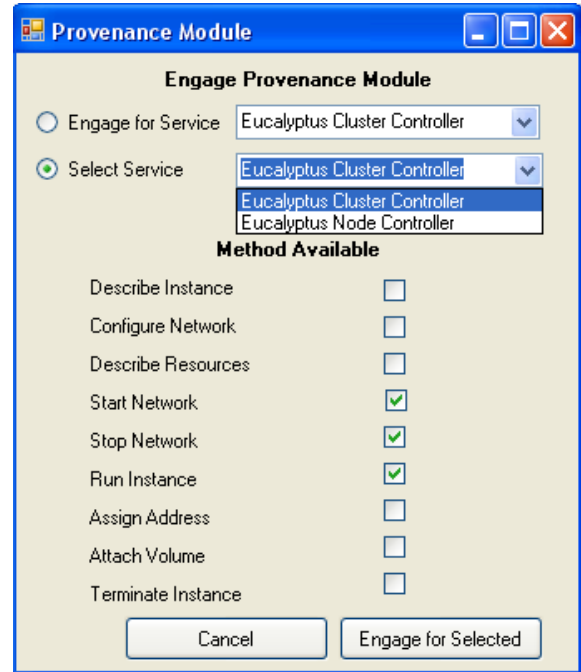 Provenance Module
Engage Provenance Module
Engage for Service Eucalyptus Cluster Controller
Select Service Eucalyptus Cluster Controller
Eucalyptus Cluster Controller
Eucalyptus Node Controller
Method Available
Describe Instance
Configure Network
Describe Resources
Start Network
Stop Network
Run Instance
Assign Address
Attach Volume
Terminate Instance
Cancel Engage for Selected